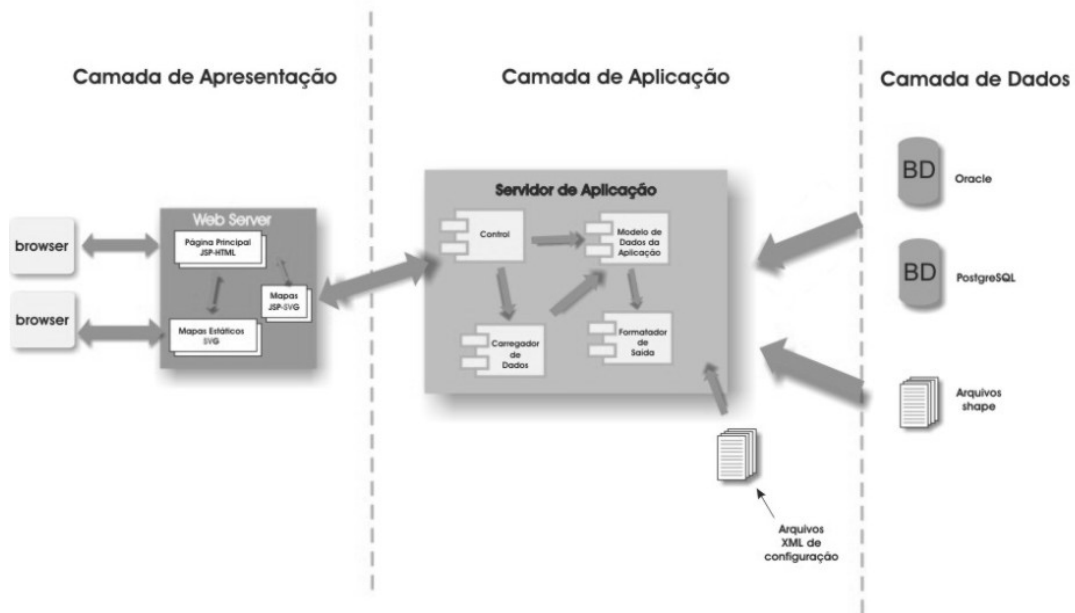 Camada de Apresentação
Camada de Aplicação
Camada de Dados
browser
browser
Web Server
Página Principal
JSP-HTML
Mapas
JSP-SVG
Mapas Estáticos
SVG
Servidor de Aplicação
Control
Modelo de
Dados da
Aplicação
Carregador
de
Dados
Formatador
de
Saída
BD
Oracle
BD
PostgreSQL
Arquivos
shape
Arquivos
XML de
configuração